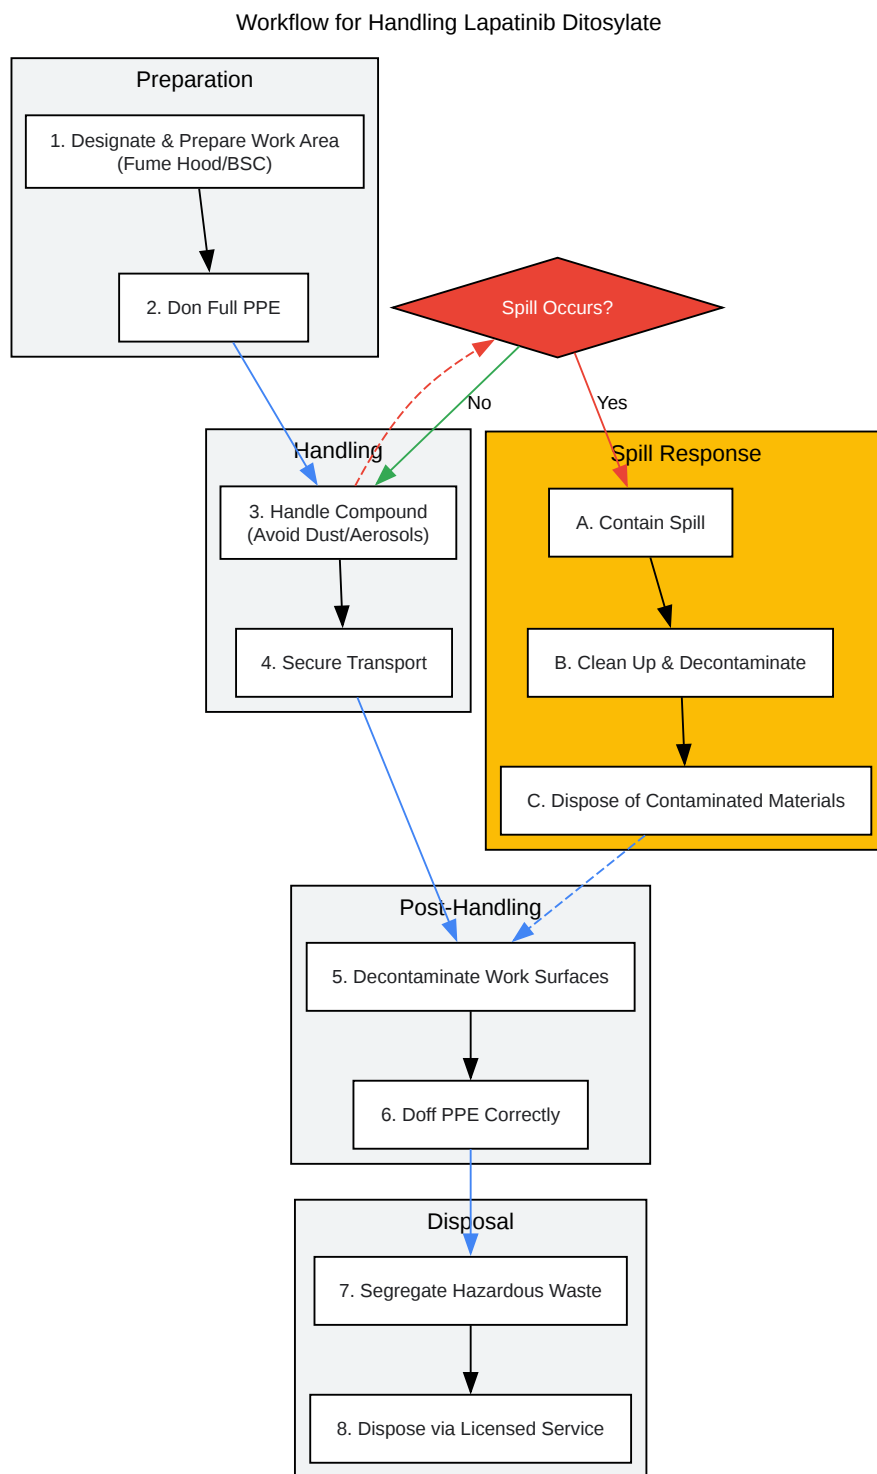 Workflow for Handling Lapatinib Ditosylate
Preparation
1. Designate & Prepare Work Area
(Fume Hood/BSC)
2. Don Full PPE
Spill Occurs?
No
Yes
Handling
3. Handle Compound
(Avoid Dust/Aerosols)
4. Secure Transport
Spill Response
A. Contain Spill
B. Clean Up & Decontaminate
C. Dispose of Contaminated Materials
Post-Handling
5. Decontaminate Work Surfaces
6. Doff PPE Correctly
Disposal
7. Segregate Hazardous Waste
8. Dispose via Licensed Service